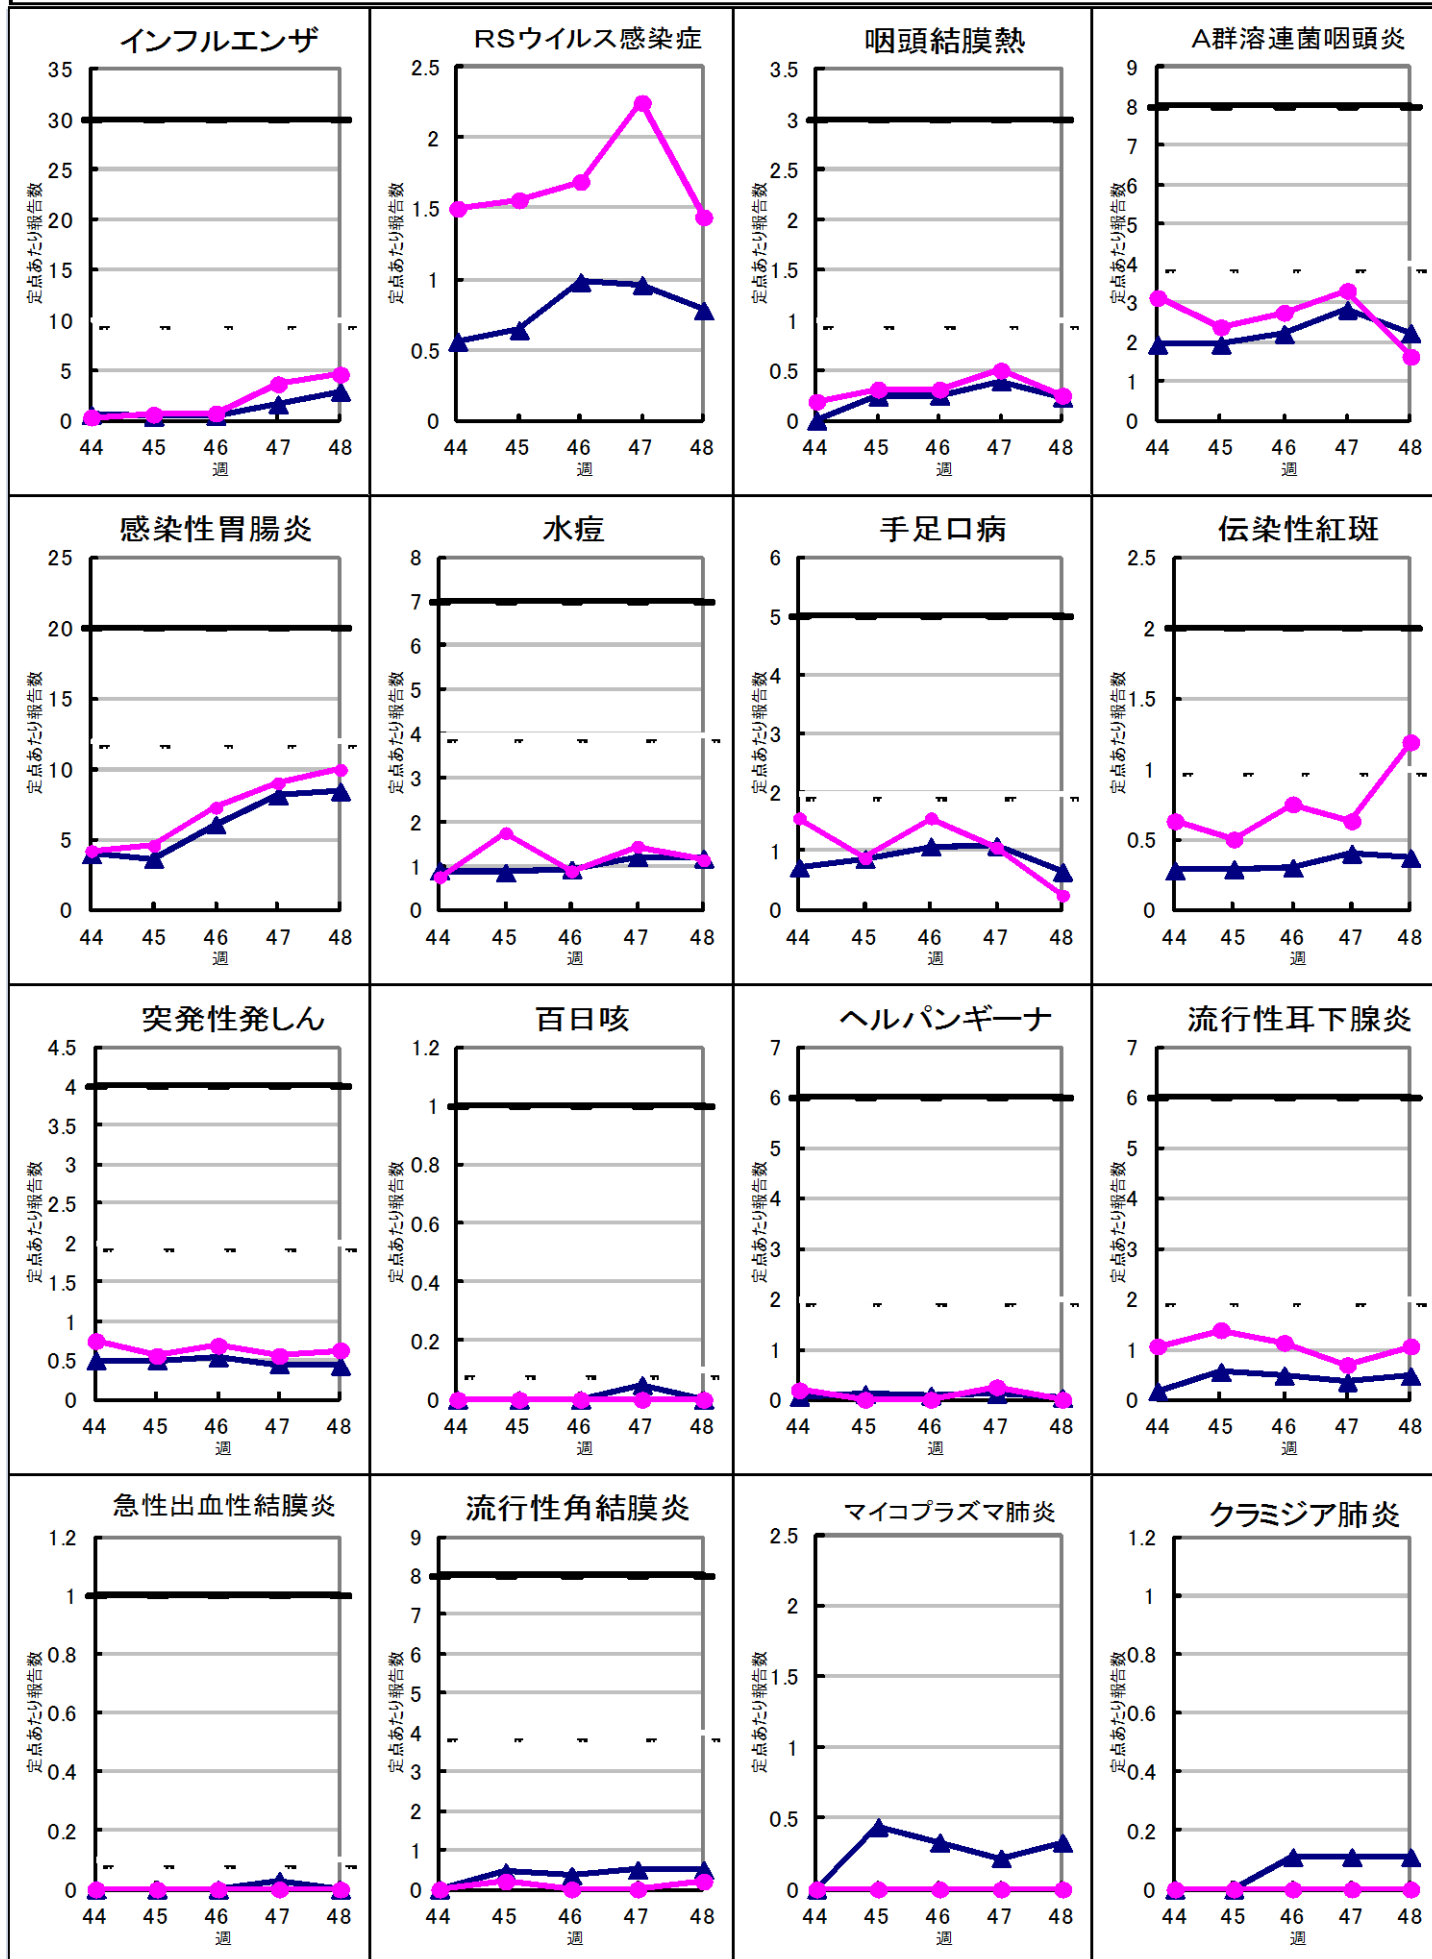 インフルエンザ
35
30
25
20
15
10
5
0
定点あたり報告数
44 45 46 47 48
週
RSウイルス感染症
2.5
2
1.5
1
0.5
0
定点あたり報告数
44 45 46 47 48
週
咽頭結膜熱
3.5
3
2.5
2
1.5
1
0.5
0
定点あたり報告数
44 45 46 47 48
週
A群溶連菌咽頭炎
9
8
7
6
5
4
3
2
1
0
定点あたり報告数
44 45 46 47 48
週
感染性胃腸炎
25
20
15
10
5
0
定点あたり報告数
44 45 46 47 48
週
水痘
8
7
6
5
4
3
2
1
0
定点あたり報告数
44 45 46 47 48
週
手足口病
6
5
4
3
2
1
0
定点あたり報告数
44 45 46 47 48
週
伝染性紅斑
2.5
2
1.5
1
0.5
0
定点あたり報告数
44 45 46 47 48
週
突発性発しん
4.5
4
3.5
3
2.5
2
1.5
1
0.5
0
定点あたり報告数
44 45 46 47 48
週
百日咳
1.2
1
0.8
0.6
0.4
0.2
0
定点あたり報告数
44 45 46 47 48
週
ヘルパンギーナ
7
6
5
4
3
2
1
0
定点あたり報告数
44 45 46 47 48
週
流行性耳下腺炎
7
6
5
4
3
2
1
0
定点あたり報告数
44 45 46 47 48
週
急性出血性結膜炎
1.2
1
0.8
0.6
0.4
0.2
0
定点あたり報告数
44 45 46 47 48
週
流行性角結膜炎
9
8
7
6
5
4
3
2
1
0
定点あたり報告数
44 45 46 47 48
週
マイコプラズマ肺炎
2.5
2
1.5
1
0.5
0
定点あたり報告数
44 45 46 47 48
週
クラミジア肺炎
1.2
1
0.8
0.6
0.4
0.2
0
定点あたり報告数
44 45 46 47 48
週